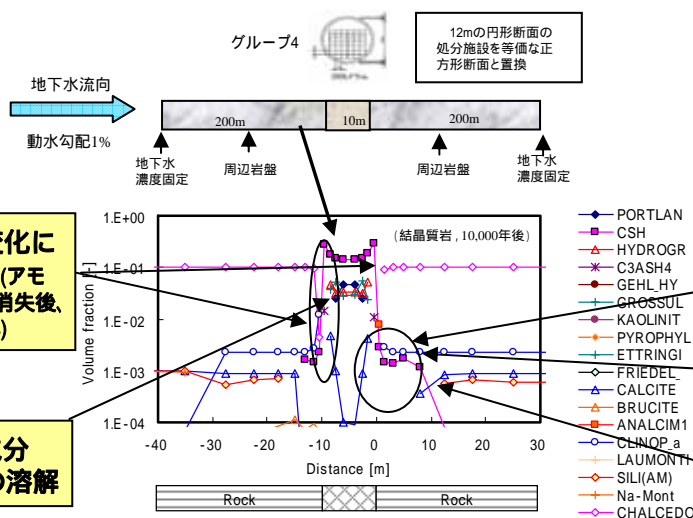 グループ4
12mの円形断面の
処分施設を等価な正
方形断面と置換
地下水流向
動水勾配1%
200m
10m
200m
地下水
濃度固定
周辺岩盤
周辺岩盤
地下水
濃度固定
変化に
(アモ
消失後、
分
の溶解
(結晶質岩,10,000年後)
Volume fraction [-]
1.E+00
1.E-01
1.E-02
1.E-03
1.E-04
-40 -30 -20 -10 0 10 20 30
Distance [m]
Rock
Rock
PORTLAN
CSH
HYDROGR
C3ASH4
GEHL_HY
GROSSUL
KAOLINIT
PYROPHYL
ETTRINGI
FRIEDEL_
CALCITE
BRUCITE
ANALCIM1
CLINOP_a
LAUMONTI
SILI(AM)
Na-Mont
CHALCEDO